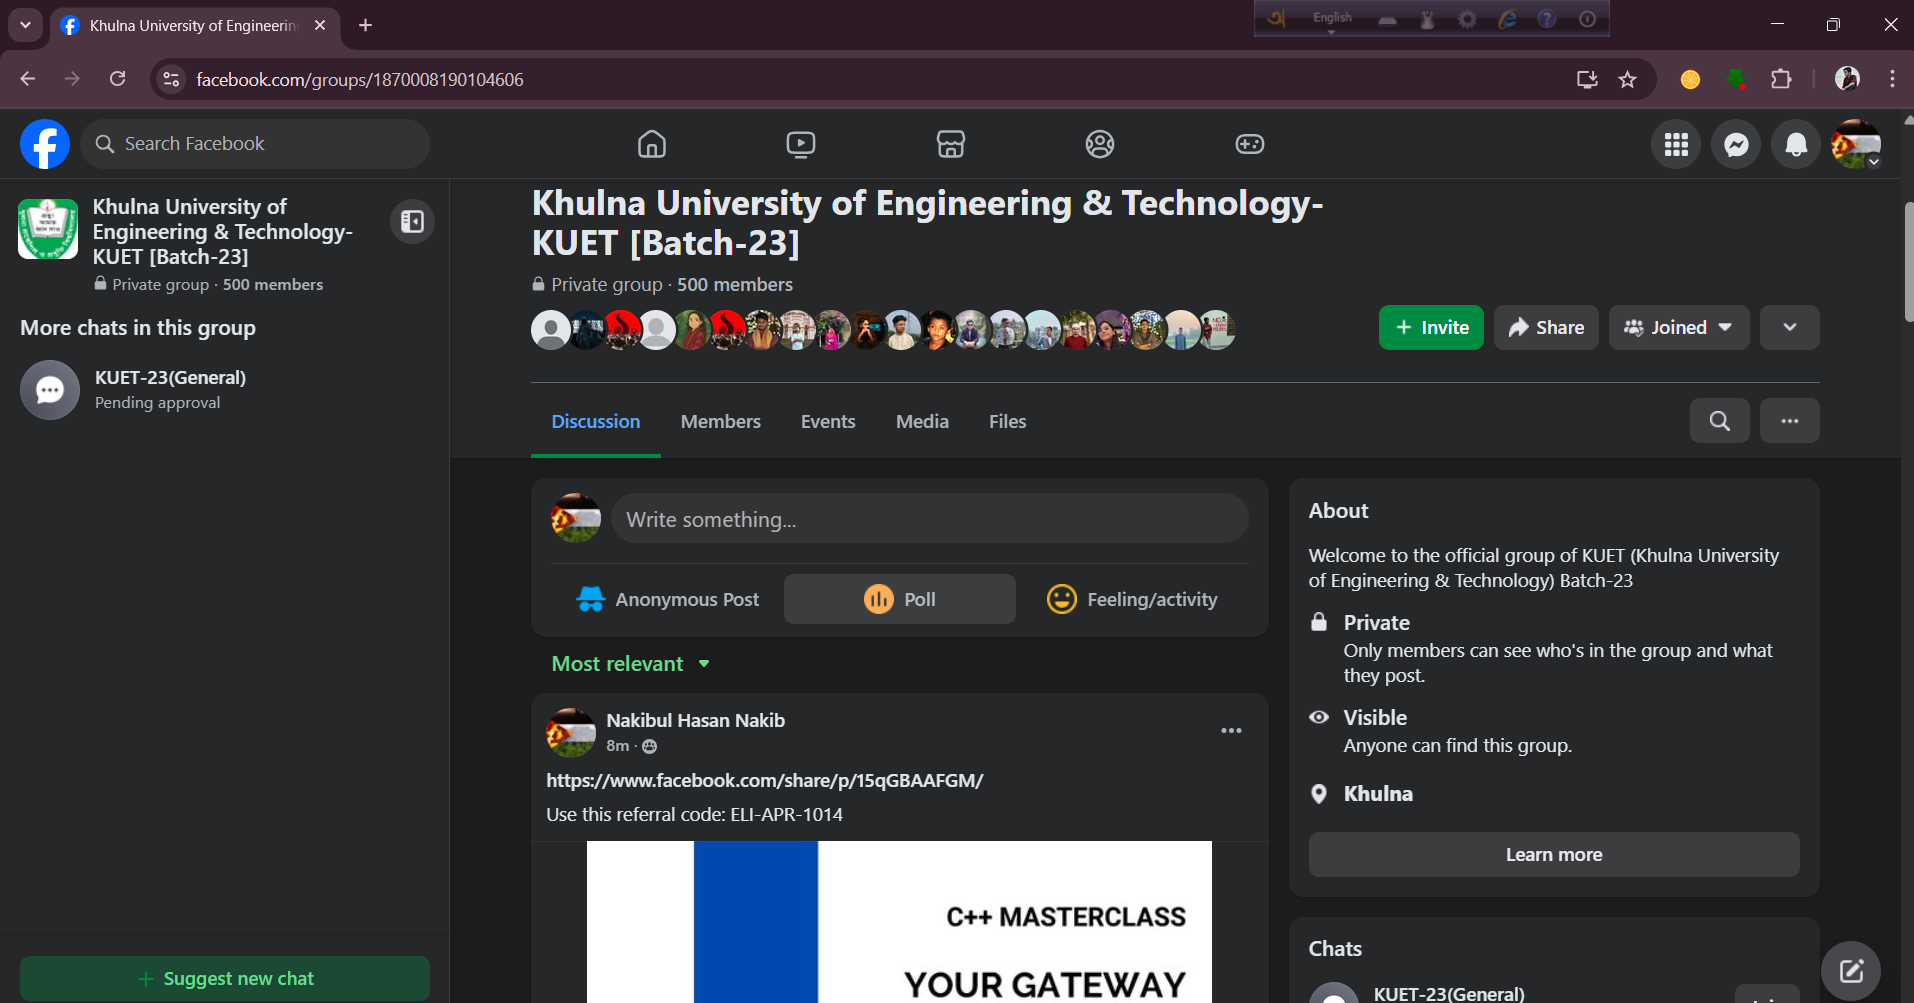 Khulna University of Engineerin
English
facebook.com/groups/1870008190104606
Search Facebook
Khulna University of
Engineering & Technology-
KUET [Batch-23]
Private group · 500 members
More chats in this group
KUET-23(General)
Pending approval
+ Suggest new chat
Khulna University of Engineering & Technology-
KUET [Batch-23]
Private group · 500 members
+ Invite
Share
Joined
Discussion
Members
Events
Media
Files
Write something...
Anonymous Post
Poll
Feeling/activity
Most relevant
Nakibul Hasan Nakib
8m ·
https://www.facebook.com/share/p/15qGBAAFGM/
Use this referral code: ELI-APR-1014
C++ MASTERCLASS
YOUR GATEWAY
About
Welcome to the official group of KUET (Khulna University
of Engineering & Technology) Batch-23
Private
Only members can see who's in the group and what
they post.
Visible
Anyone can find this group.
Khulna
Learn more
Chats
KUET-23(General)